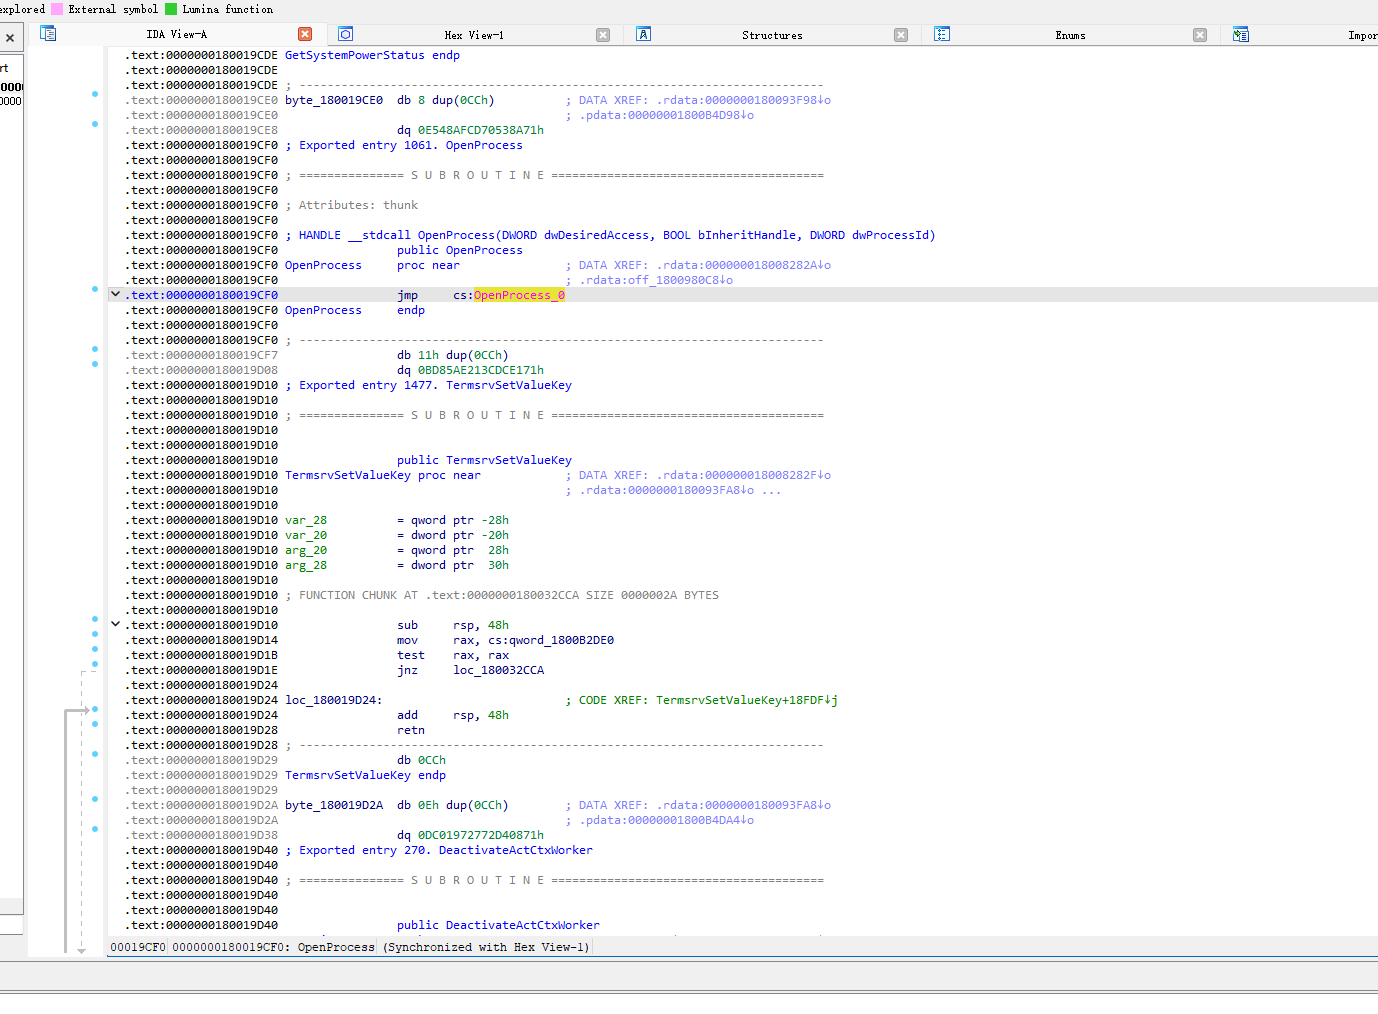 explored External symbol Lumina function
IDA View-A Hex View-1 Structures Enums Impor
rt
000
0000
.text:0000000180019CDE GetSystemPowerStatus endp
.text:0000000180019CDE
.text:0000000180019CDE ; ---------------------------------------------------------------------------
.text:0000000180019CE0 byte_180019CE0 db 8 dup(0CCh) ; DATA XREF: .rdata:0000000180093F98↓o
.text:0000000180019CE0 ; .pdata:00000001800B4D98↓o
.text:0000000180019CE8 dq 0E548AFCD70538A71h
.text:0000000180019CF0 ; Exported entry 1061. OpenProcess
.text:0000000180019CF0
.text:0000000180019CF0 ; =============== S U B R O U T I N E =======================================
.text:0000000180019CF0
.text:0000000180019CF0 ; Attributes: thunk
.text:0000000180019CF0
.text:0000000180019CF0 ; HANDLE __stdcall OpenProcess(DWORD dwDesiredAccess, BOOL bInheritHandle, DWORD dwProcessId)
.text:0000000180019CF0 public OpenProcess
.text:0000000180019CF0 OpenProcess proc near ; DATA XREF: .rdata:000000018008282A↓o
.text:0000000180019CF0 ; .rdata:off_1800980C8↓o
.text:0000000180019CF0 jmp cs:OpenProcess_0
.text:0000000180019CF0 OpenProcess endp
.text:0000000180019CF0
.text:0000000180019CF0 ; ---------------------------------------------------------------------------
.text:0000000180019CF7 db 11h dup(0CCh)
.text:0000000180019D08 dq 0BD85AE213CDCE171h
.text:0000000180019D10 ; Exported entry 1477. TermsrvSetValueKey
.text:0000000180019D10
.text:0000000180019D10 ; =============== S U B R O U T I N E =======================================
.text:0000000180019D10
.text:0000000180019D10
.text:0000000180019D10 public TermsrvSetValueKey
.text:0000000180019D10 TermsrvSetValueKey proc near ; DATA XREF: .rdata:000000018008282F↓o
.text:0000000180019D10 ; .rdata:0000000180093FA8↓o ...
.text:0000000180019D10
.text:0000000180019D10 var_28 = qword ptr -28h
.text:0000000180019D10 var_20 = dword ptr -20h
.text:0000000180019D10 arg_20 = qword ptr 28h
.text:0000000180019D10 arg_28 = dword ptr 30h
.text:0000000180019D10
.text:0000000180019D10 ; FUNCTION CHUNK AT .text:0000000180032CCA SIZE 0000002A BYTES
.text:0000000180019D10
.text:0000000180019D10 sub rsp, 48h
.text:0000000180019D14 mov rax, cs:qword_1800B2DE0
.text:0000000180019D1B test rax, rax
.text:0000000180019D1E jnz loc_180032CCA
.text:0000000180019D24
.text:0000000180019D24 loc_180019D24: ; CODE XREF: TermsrvSetValueKey+18FDF↓j
.text:0000000180019D24 add rsp, 48h
.text:0000000180019D28 retn
.text:0000000180019D28 ; ---------------------------------------------------------------------------
.text:0000000180019D29 db 0CCh
.text:0000000180019D29 TermsrvSetValueKey endp
.text:0000000180019D29
.text:0000000180019D2A byte_180019D2A db 0Eh dup(0CCh) ; DATA XREF: .rdata:0000000180093FA8↓o
.text:0000000180019D2A ; .pdata:00000001800B4DA4↓o
.text:0000000180019D38 dq 0DC01972772D40871h
.text:0000000180019D40 ; Exported entry 270. DeactivateActCtxWorker
.text:0000000180019D40
.text:0000000180019D40 ; =============== S U B R O U T I N E =======================================
.text:0000000180019D40
.text:0000000180019D40
.text:0000000180019D40 public DeactivateActCtxWorker
00019CF0 0000000180019CF0: OpenProcess (Synchronized with Hex View-1)